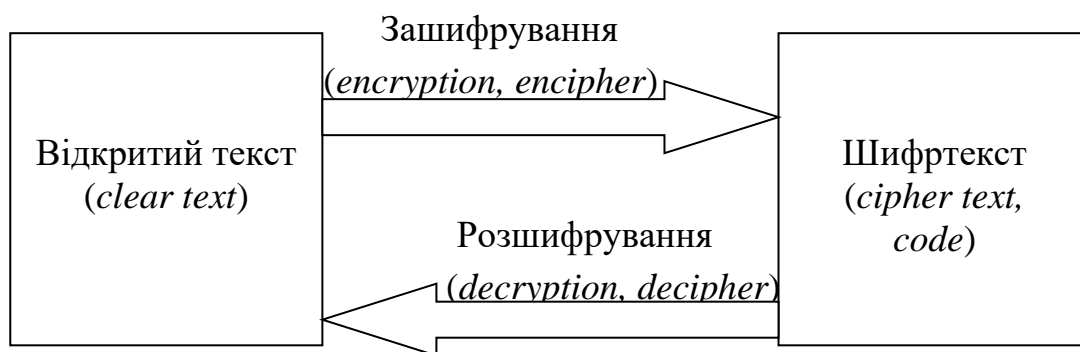 Зашифрування
(encryption, encipher)
Відкритий текст
(clear text)
Шифртекст
(cipher text,
code)
Розшифрування
(decryption, decipher)